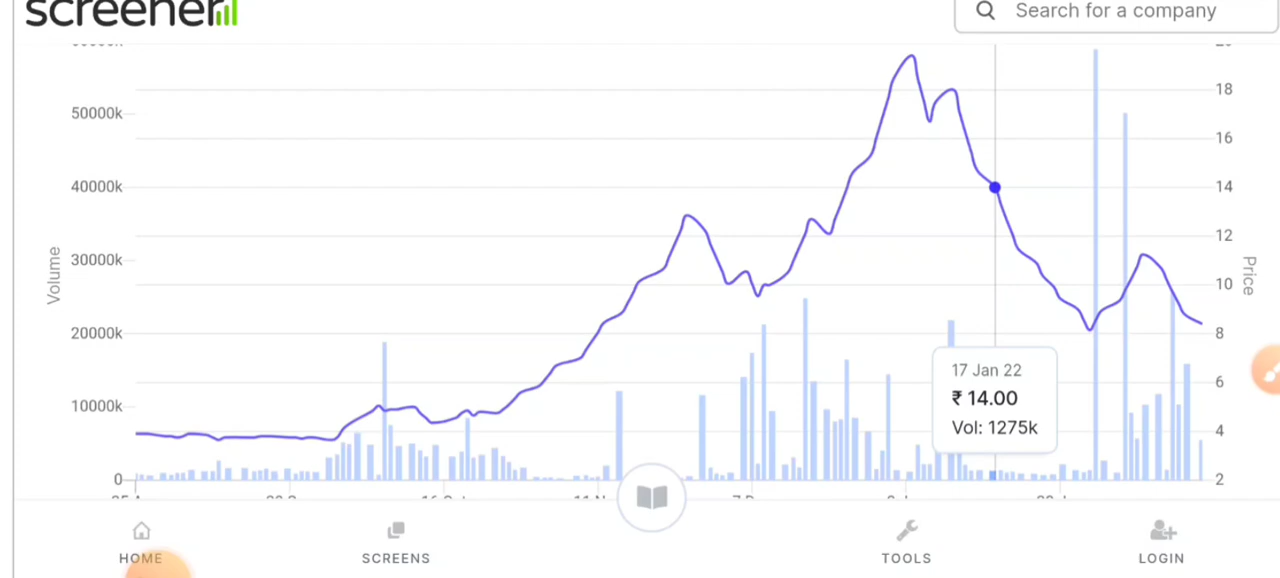 screener
Search for a company
18
50000k
16
40000k
14
12
30000k
Volume
10
Price
20000k
8
17 Jan 22
6
₹ 14.00
10000k
4
Vol: 1275k
0
2
HOME
SCREENS
TOOLS
LOGIN